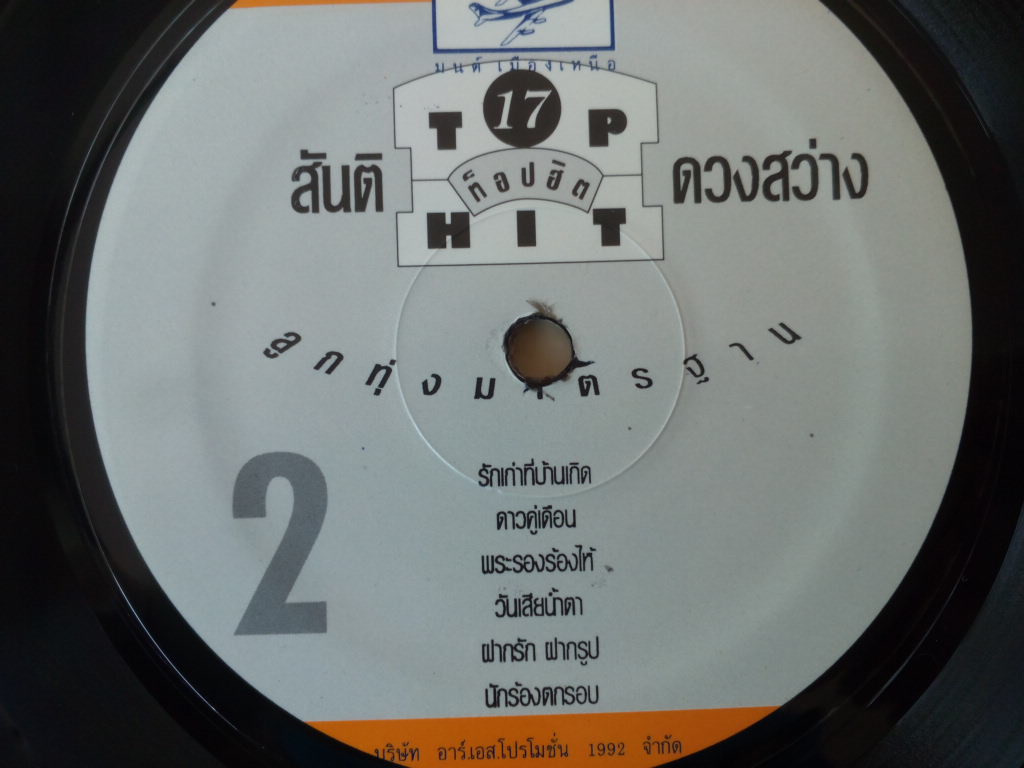 มนต์ เมืองเหนือ
17
TOP
สันติ ท็อปฮิต ดวงสว่าง
HIT
ลูกทุ่งมาตรฐาน
2
รักเก่าที่บ้านเกิด
ดาวคู่เดือน
พระรองร้องไห้
วันเสียน้ำตา
ฝากรัก ฝากรูป
นักร้องตกรอบ
บริษัท อาร์.เอส.โปรโมชั่น 1992 จำกัด